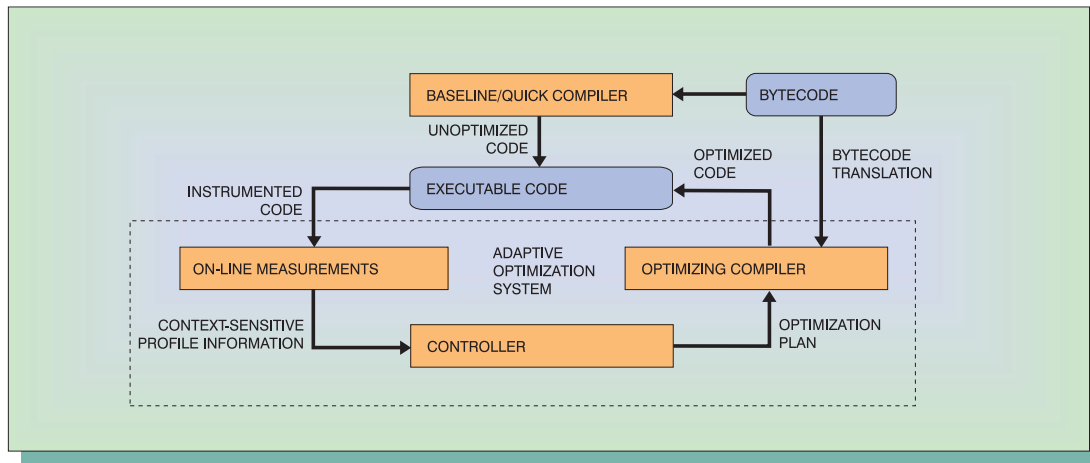 BASELINE/QUICK COMPILER
BYTECODE
UNOPTIMIZED
CODE
OPTIMIZED
CODE
BYTECODE
TRANSLATION
EXECUTABLE CODE
INSTRUMENTED
CODE
ON-LINE MEASUREMENTS
ADAPTIVE
OPTIMIZATION
SYSTEM
OPTIMIZING COMPILER
CONTEXT-SENSITIVE
PROFILE INFORMATION
CONTROLLER
OPTIMIZATION
PLAN